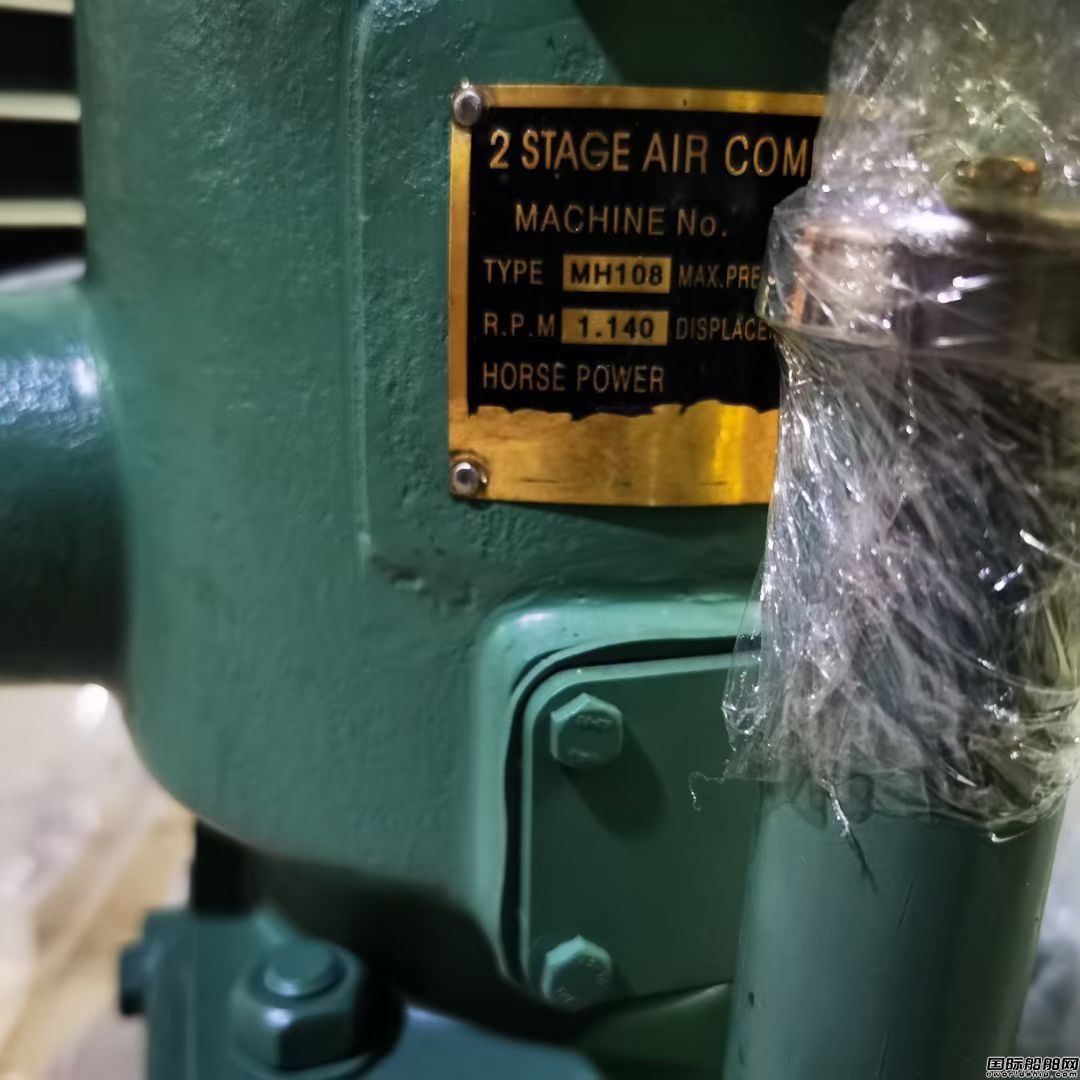 2 STAGE AIR COM
MACHINE No.
TYPE MH108 MAX.PRE
R.P.M 1.140 DISPLACE
HORSE POWER
国际船舶网